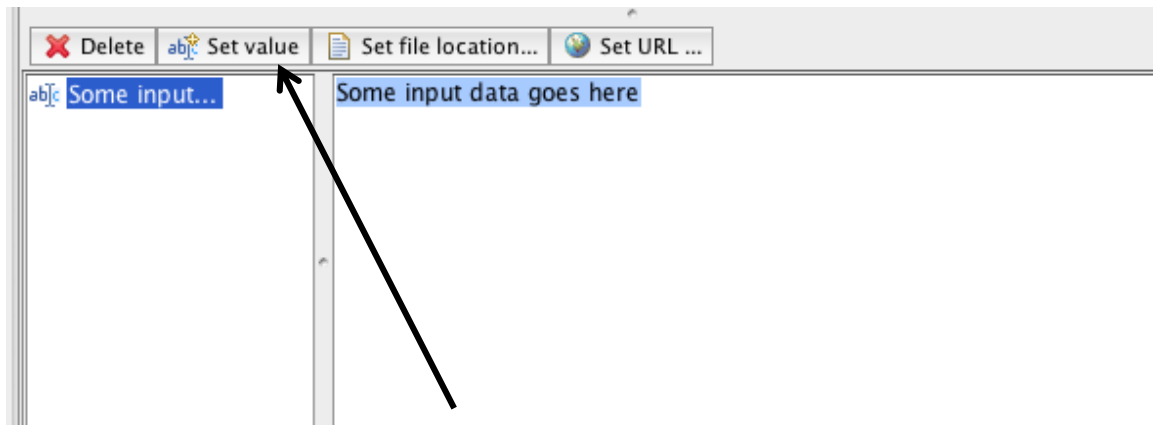 Delete Set value Set file location... Set URL ...
Some input... Some input data goes here